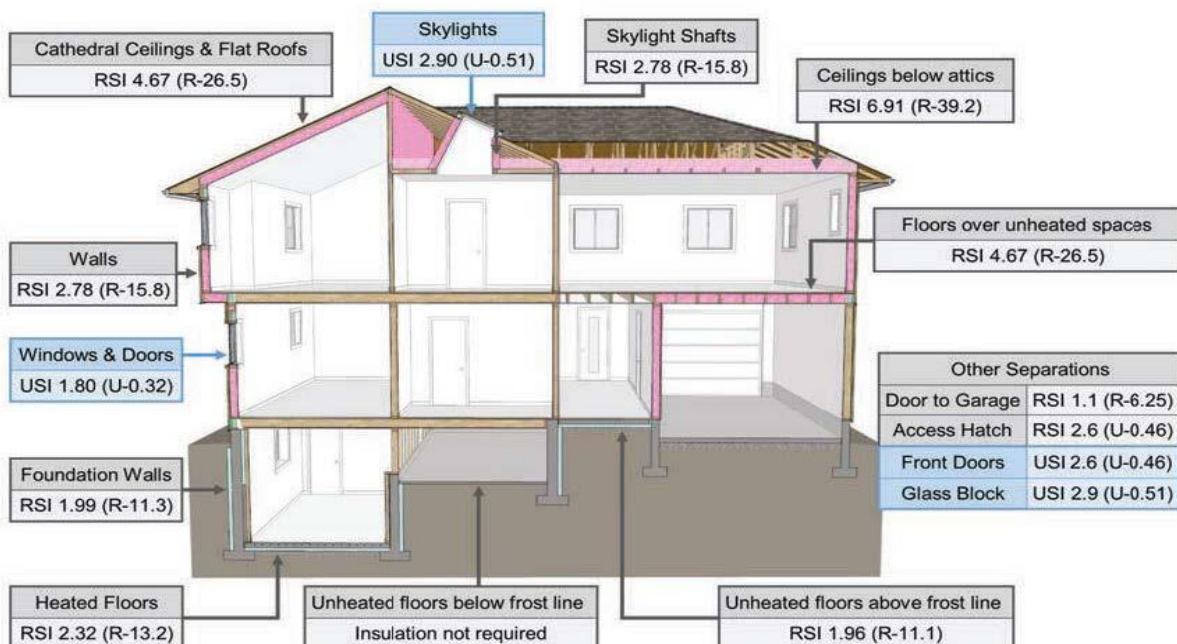 Cathedral Ceilings & Flat Roofs
RSI 4.67 (R-26.5)
Skylights
USI 2.90 (U-0.51)
Skylight Shafts
RSI 2.78 (R-15.8)
Ceilings below attics
RSI 6.91 (R-39.2)
Floors over unheated spaces
RSI 4.67 (R-26.5)
Walls
RSI 2.78 (R-15.8)
Windows & Doors
USI 1.80 (U-0.32)
Other Separations
Door to Garage RSI 1.1 (R-6.25)
Access Hatch RSI 2.6 (U-0.46)
Front Doors USI 2.6 (U-0.46)
Glass Block USI 2.9 (U-0.51)
Foundation Walls
RSI 1.99 (R-11.3)
Heated Floors
RSI 2.32 (R-13.2)
Unheated floors below frost line
Insulation not required
Unheated floors above frost line
RSI 1.96 (R-11.1)